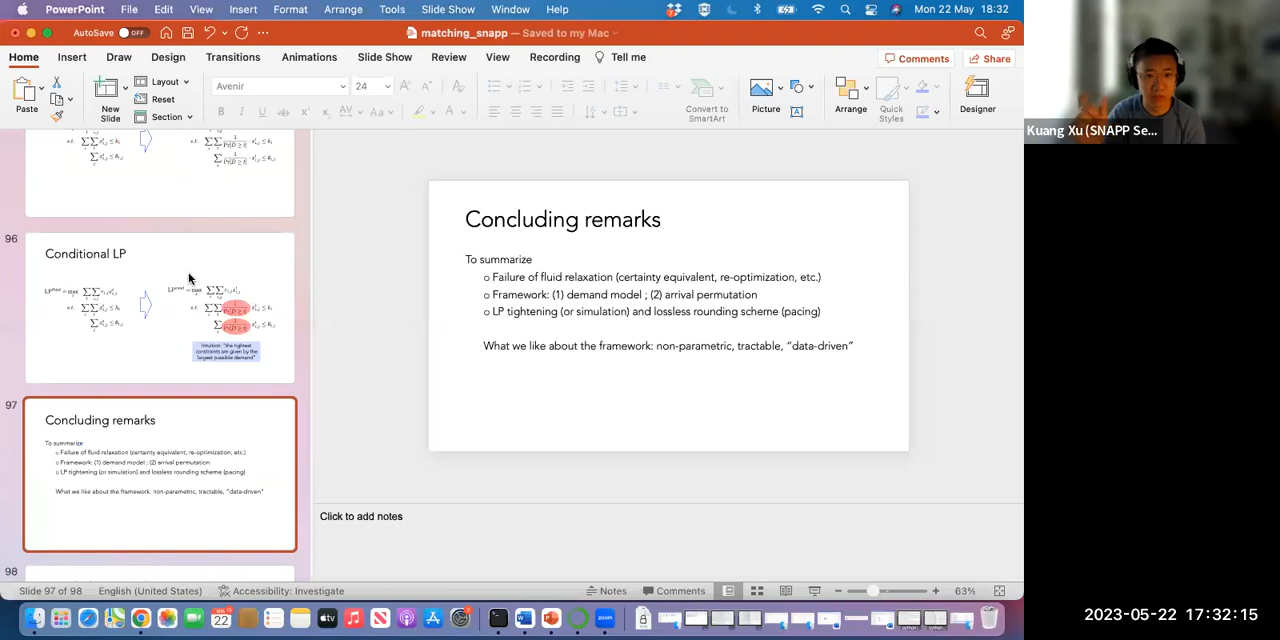 PowerPoint File Edit View Insert Format Arrange Tools Slide Show Window Help Mon 22 May 18:32
AutoSave OFF matching_snapp — Saved to my Mac
Home Insert Draw Design Transitions Animations Slide Show Review View Recording Tell me Comments Share
Paste
New Slide
Layout
Reset
Section
Avenir 24
Convert to SmartArt
Picture
Arrange
Quick Styles
Designer
Kuang Xu (SNAPP Se...
96
Conditional LP
Intuition: "the tightest
constraints are given by the
largest possible demand"
97
Concluding remarks
To summarize
o Failure of fluid relaxation (certainty equivalent, re-optimization, etc.)
o Framework: (1) demand model ; (2) arrival permutation
o LP tightening (or simulation) and lossless rounding scheme (pacing)
What we like about the framework: non-parametric, tractable, "data-driven"
98
Concluding remarks
To summarize
o Failure of fluid relaxation (certainty equivalent, re-optimization, etc.)
o Framework: (1) demand model ; (2) arrival permutation
o LP tightening (or simulation) and lossless rounding scheme (pacing)
What we like about the framework: non-parametric, tractable, “data-driven”
Click to add notes
Slide 97 of 98 English (United States) Accessibility: Investigate Notes Comments 63%
2023-05-22 17:32:15